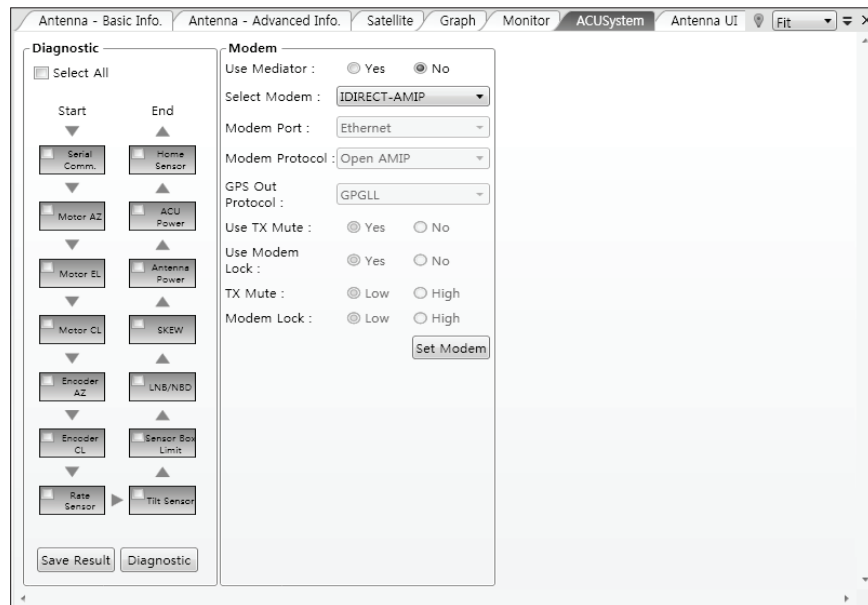 Antenna - Basic Info. Antenna - Advanced Info. Satellite Graph Monitor ACUSystem Antenna UI Fit
Diagnostic
Select All
Start End
Serial Comm.
Home Sensor
Motor AZ
ACU Power
Motor EL
Antenna Power
Motor CL
SKEW
Encoder AZ
LNB/NBD
Encoder CL
Sensor Box Limit
Rate Sensor
Tilt Sensor
Save Result Diagnostic
Modem
Use Mediator : Yes No
Select Modem : IDIRECT-AMIP
Modem Port : Ethernet
Modem Protocol : Open AMIP
GPS Out Protocol : GPGLL
Use TX Mute : Yes No
Use Modem Lock : Yes No
TX Mute : Low High
Modem Lock : Low High
Set Modem